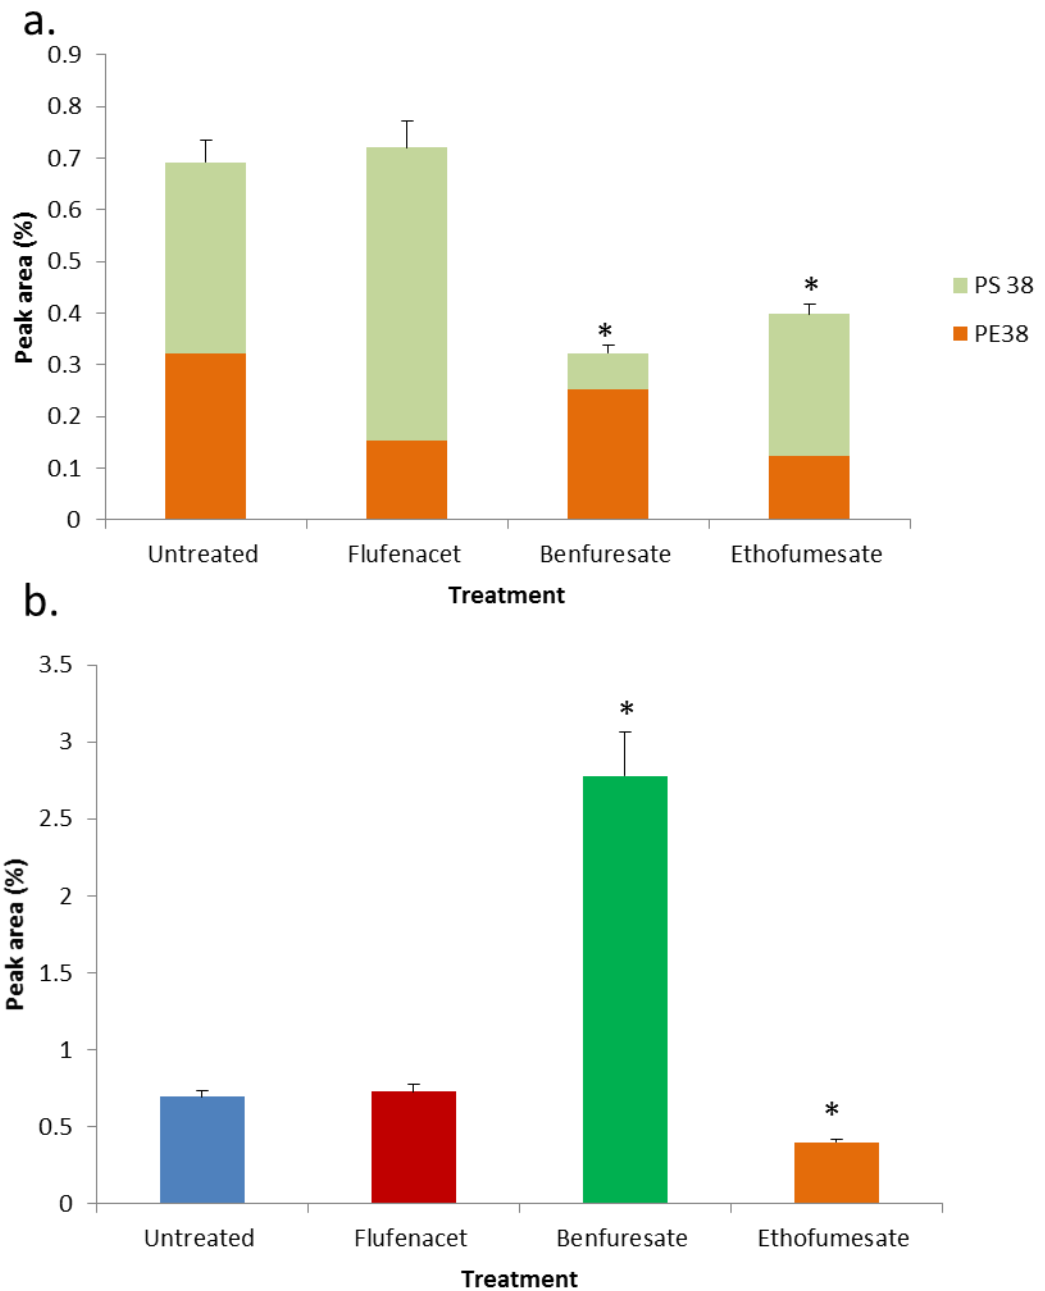 a.
0.9
0.8
0.7
0.6
0.5
0.4
0.3
0.2
0.1
0
Peak area (%)
*
*
PS 38
PE38
Untreated Flufenacet Benfuresate Ethofumesate
Treatment
b.
3.5
3
2.5
2
1.5
1
0.5
0
Peak area (%)
*
*
Untreated Flufenacet Benfuresate Ethofumesate
Treatment